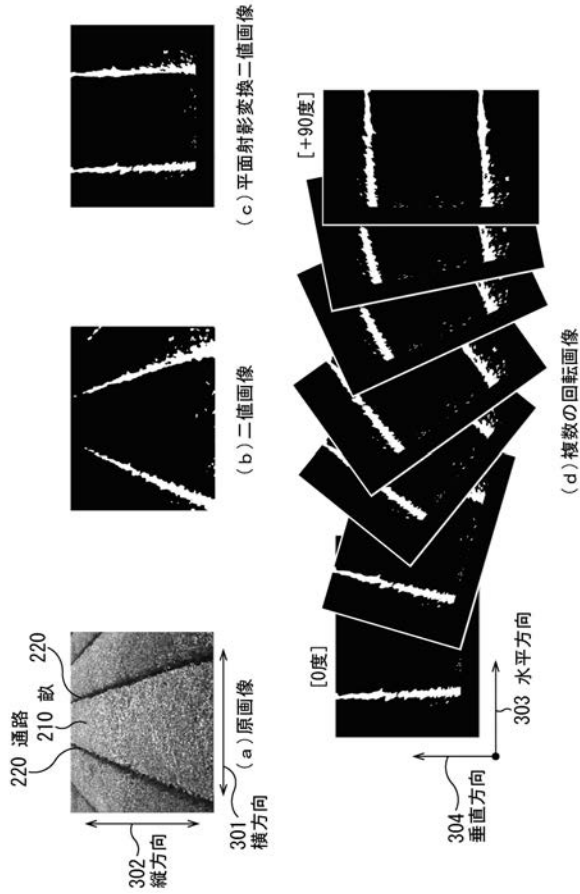 220 通路
210 畝
220
302
縦方向
301
横方向
(a)原画像
(b)二値画像
(c)平面射影変換二値画像
[0度]
[+90度]
304
垂直方向
303 水平方向
(d)複数の回転画像